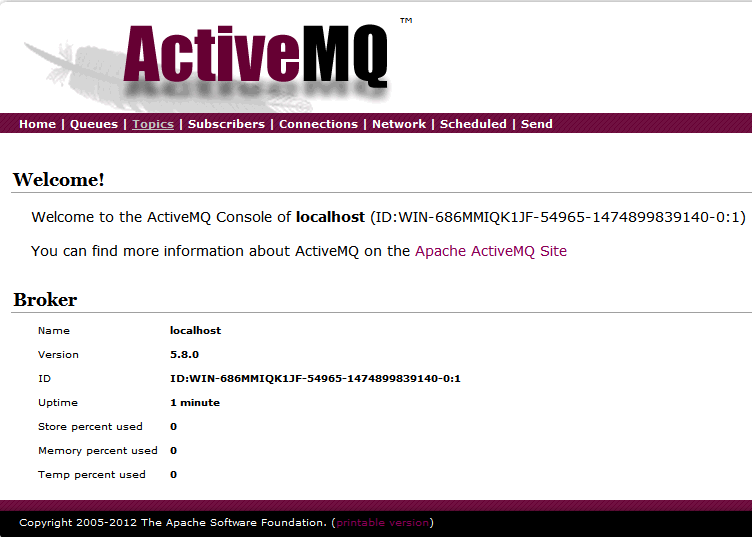 ActiveMQ ™
Home | Queues | Topics | Subscribers | Connections | Network | Scheduled | Send
Welcome!
Welcome to the ActiveMQ Console of localhost (ID:WIN-686MMIQK1JF-54965-1474899839140-0:1)
You can find more information about ActiveMQ on the Apache ActiveMQ Site
Broker
Name localhost
Version 5.8.0
ID ID:WIN-686MMIQK1JF-54965-1474899839140-0:1
Uptime 1 minute
Store percent used 0
Memory percent used 0
Temp percent used 0
Copyright 2005-2012 The Apache Software Foundation. (printable version)